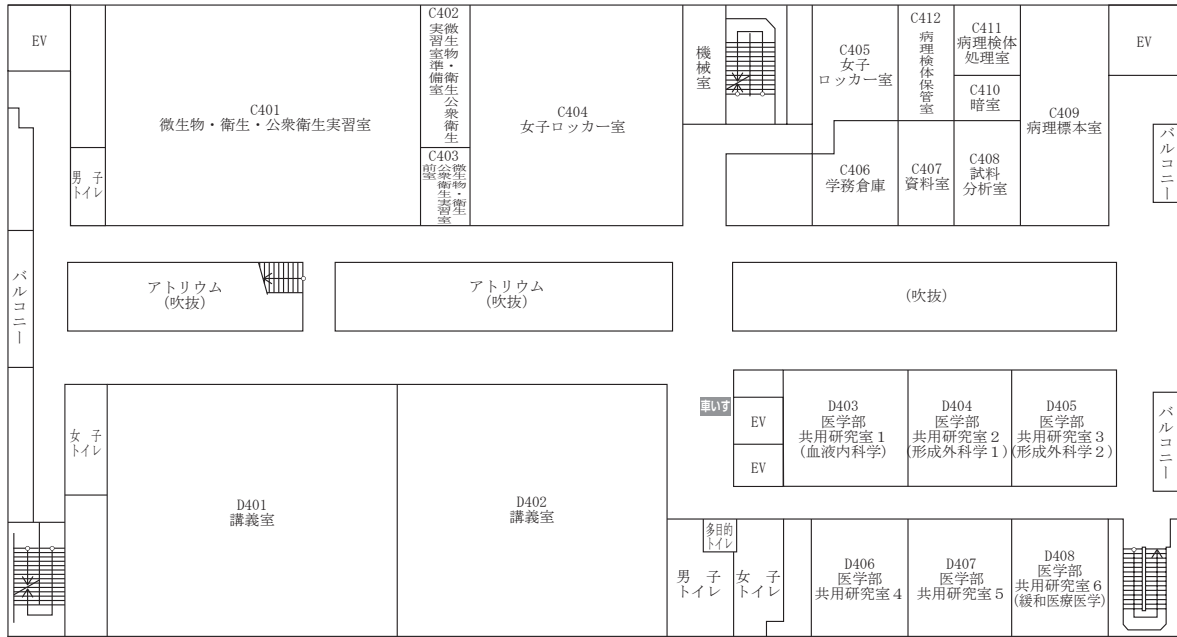 EV
C401
微生物・衛生・公衆衛生実習室
C402
微生物・衛生公衆衛生
実習室準備室
C403
微生物・衛生
公衆衛生実習室
前室
C404
女子ロッカー室
機械室
C405
女子
ロッカー室
C412
病理検体保管室
C411
病理検体
処理室
C410
暗室
C409
病理標本室
EV
男子
トイレ
C406
学務倉庫
C407
資料室
C408
試料
分析室
バルコニー
バルコニー
アトリウム
(吹抜)
アトリウム
(吹抜)
(吹抜)
女子
トイレ
D401
講義室
D402
講義室
車いす
EV
EV
D403
医学部
共用研究室1
(血液内科学)
D404
医学部
共用研究室2
(形成外科学1)
D405
医学部
共用研究室3
(形成外科学2)
バルコニー
多目的
トイレ
男子
トイレ
女子
トイレ
D406
医学部
共用研究室4
D407
医学部
共用研究室5
D408
医学部
共用研究室6
(緩和医療医学)